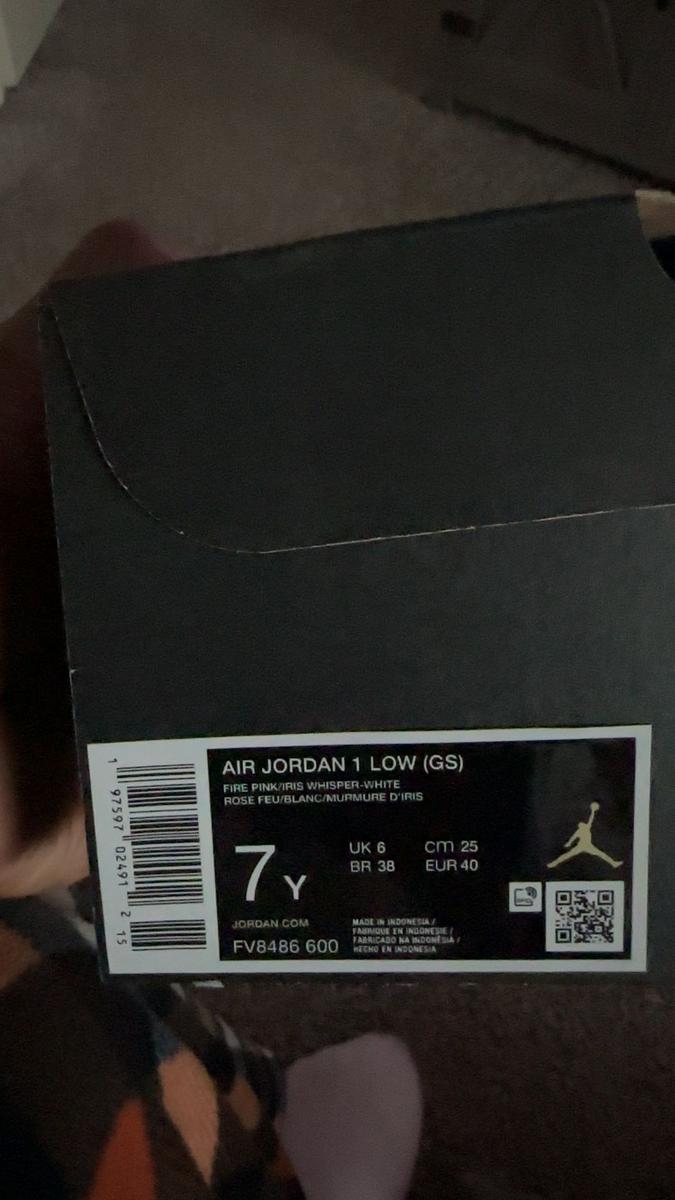 AIR JORDAN 1 LOW (GS)
FIRE PINK/IRIS WHISPER-WHITE
ROSE FEU/BLANC/MURMURE D'IRIS
7 Y
UK 6 cm 25
BR 38 EUR 40
JORDAN.COM
FV8486 600
MADE IN INDONESIA /
FABRIQUE EN INDONESIE /
FABRICADO NA INDONÉSIA /
HECHO EN INDONESIA
1 97597 02491 2 15